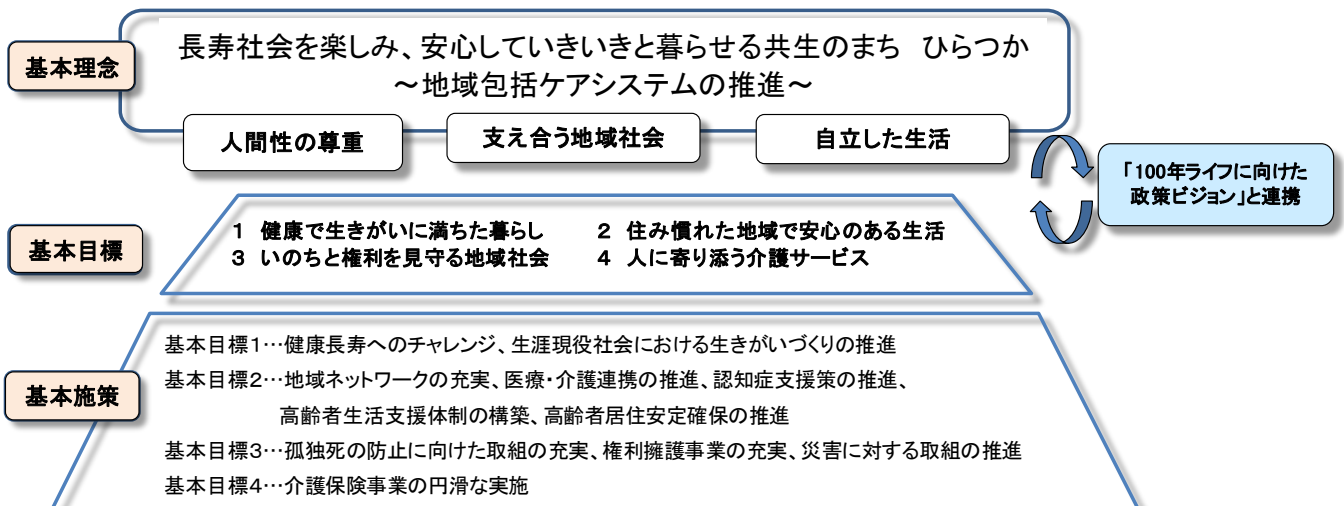 基本理念
長寿社会を楽しみ、安心していきいきと暮らせる共生のまち　ひらつか
～地域包括ケアシステムの推進～
人間性の尊重
支え合う地域社会
自立した生活
「100年ライフに向けた
政策ビジョン」と連携
基本目標
1　健康で生きがいに満ちた暮らし　2　住み慣れた地域で安心のある生活
3　いのちと権利を見守る地域社会　4　人に寄り添う介護サービス
基本施策
基本目標1…健康長寿へのチャレンジ、生涯現役社会における生きがいづくりの推進
基本目標2…地域ネットワークの充実、医療・介護連携の推進、認知症支援策の推進、
高齢者生活支援体制の構築、高齢者居住安定確保の推進
基本目標3…孤独死の防止に向けた取組の充実、権利擁護事業の充実、災害に対する取組の推進
基本目標4…介護保険事業の円滑な実施